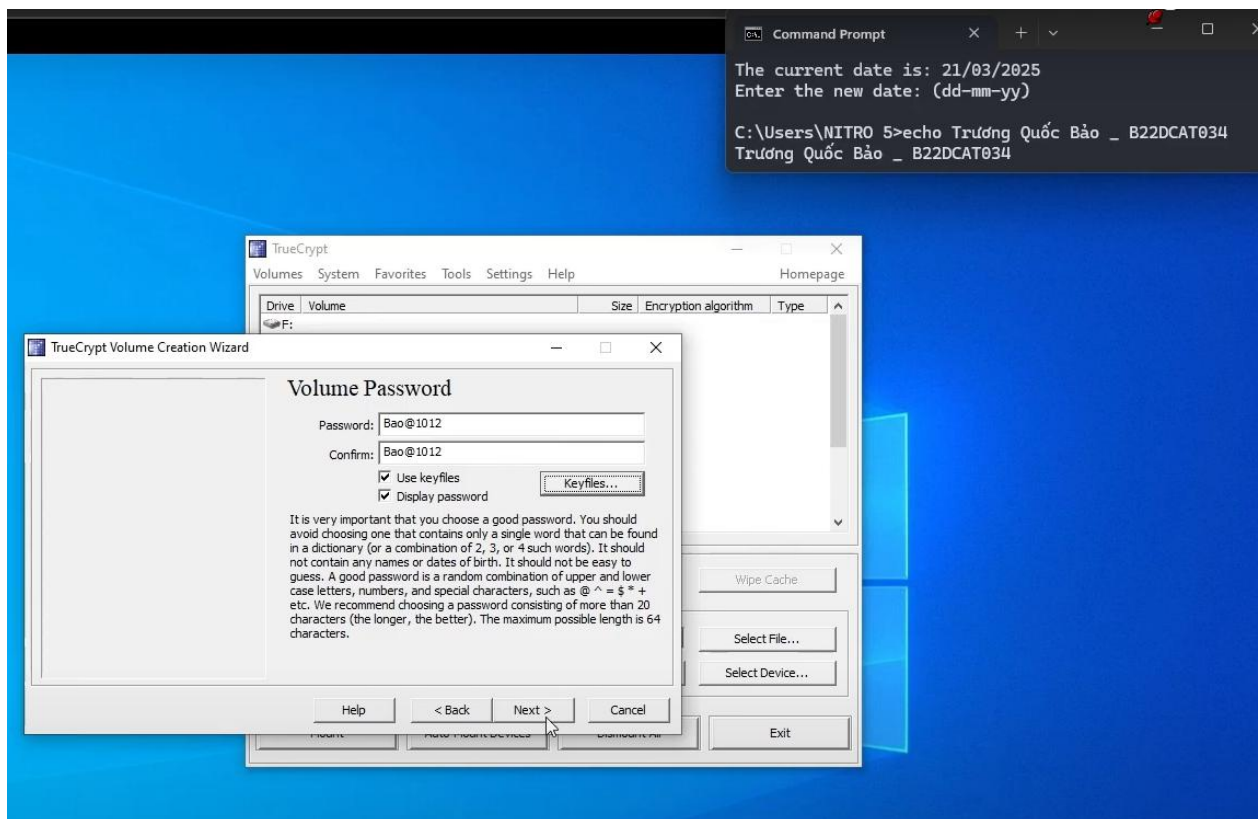 Command Prompt
The current date is: 21/03/2025
Enter the new date: (dd-mm-yy)
C:\Users\NITRO 5>echo Trương Quốc Bảo _ B22DCAT034
Trương Quốc Bảo _ B22DCAT034
TrueCrypt
Volumes System Favorites Tools Settings Help Homepage
Drive Volume Size Encryption algorithm Type
F:
TrueCrypt Volume Creation Wizard
Volume Password
Password: Bao@1012
Confirm: Bao@1012
Use keyfiles
Keyfiles...
Display password
It is very important that you choose a good password. You should
avoid choosing one that contains only a single word that can be found
in a dictionary (or a combination of 2, 3, or 4 such words). It should
not contain any names or dates of birth. It should not be easy to
guess. A good password is a random combination of upper and lower
case letters, numbers, and special characters, such as @ ^ = $ * +
etc. We recommend choosing a password consisting of more than 20
characters (the longer, the better). The maximum possible length is 64
characters.
Wipe Cache
Select File...
Select Device...
Help < Back Next > Cancel
Mount Auto-Mount Devices Dismount All Exit